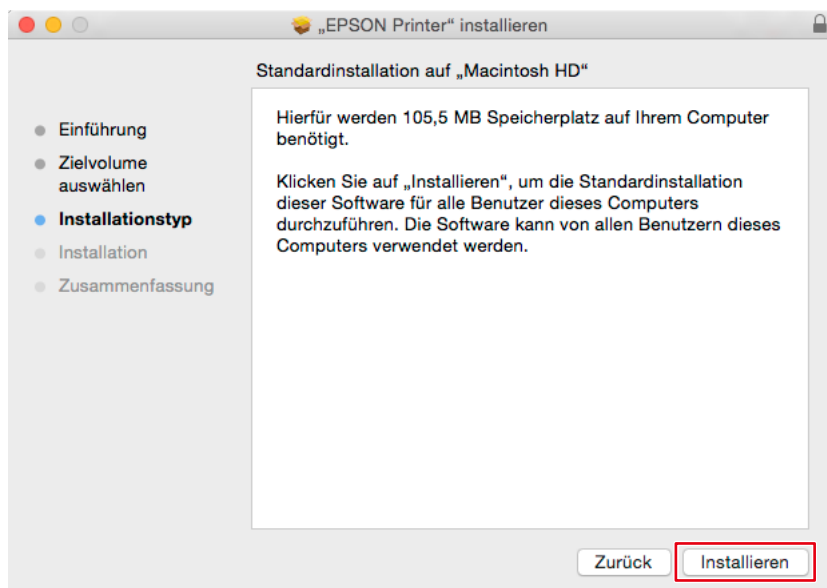 „EPSON Printer“ installieren
Standardinstallation auf „Macintosh HD“
Einführung
Zielvolume
auswählen
Installationstyp
Installation
Zusammenfassung
Hierfür werden 105,5 MB Speicherplatz auf Ihrem Computer
benötigt.
Klicken Sie auf „Installieren“, um die Standardinstallation
dieser Software für alle Benutzer dieses Computers
durchzuführen. Die Software kann von allen Benutzern dieses
Computers verwendet werden.
Zurück
Installieren